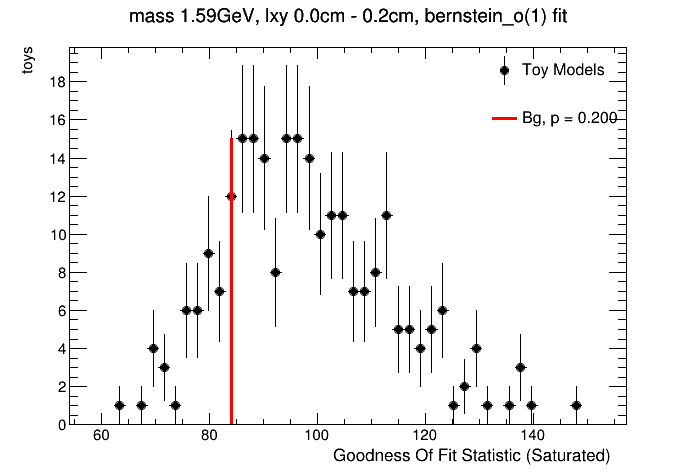 mass 1.59GeV, lxy 0.0cm - 0.2cm, bernstein_o(1) fit
toys
Toy Models
Bg, p = 0.200
18
16
14
12
10
8
6
4
2
0
60 80 100 120 140
Goodness Of Fit Statistic (Saturated)